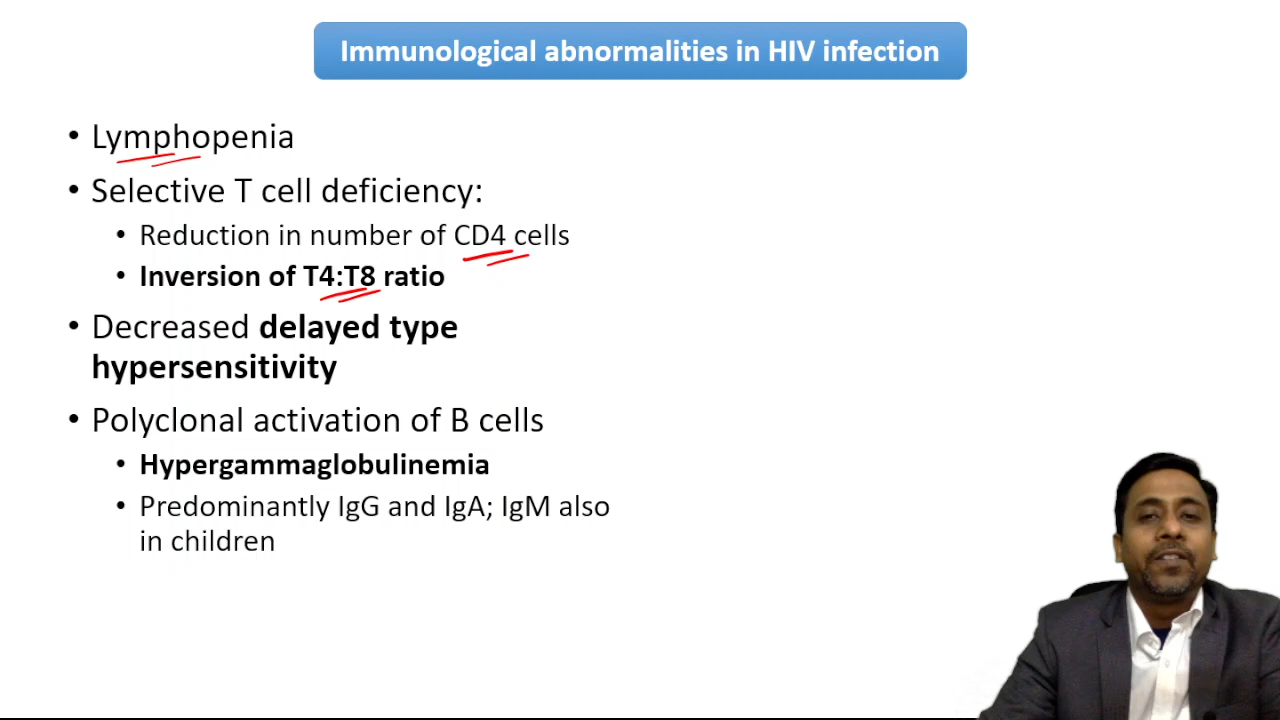 Immunological abnormalities in HIV infection
• Lymphopenia
• Selective T cell deficiency:
• Reduction in number of CD4 cells
• Inversion of T4:T8 ratio
• Decreased delayed type
hypersensitivity
• Polyclonal activation of B cells
• Hypergammaglobulinemia
• Predominantly IgG and IgA; IgM also
in children